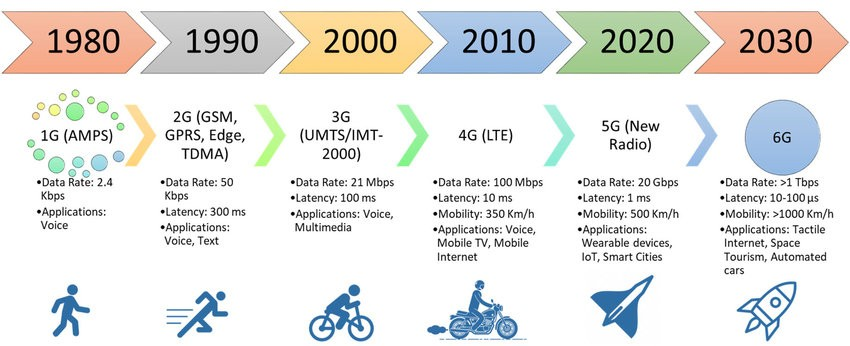 1980
1990
2000
2010
2020
2030
1G (AMPS)
•Data Rate: 2.4
Kbps
•Applications:
Voice
2G (GSM,
GPRS, Edge,
TDMA)
•Data Rate: 50
Kbps
•Latency: 300 ms
•Applications:
Voice, Text
3G
(UMTS/IMT-
2000)
•Data Rate: 21 Mbps
•Latency: 100 ms
•Applications: Voice,
Multimedia
4G (LTE)
•Data Rate: 100 Mbps
•Latency: 10 ms
•Mobility: 350 Km/h
•Applications: Voice,
Mobile TV, Mobile
Internet
5G (New
Radio)
•Data Rate: 20 Gbps
•Latency: 1 ms
•Mobility: 500 Km/h
•Applications:
Wearable devices,
IoT, Smart Cities
6G
•Data Rate: >1 Tbps
•Latency: 10-100 µs
•Mobility: >1000 Km/h
•Applications: Tactile
Internet, Space
Tourism, Automated
cars